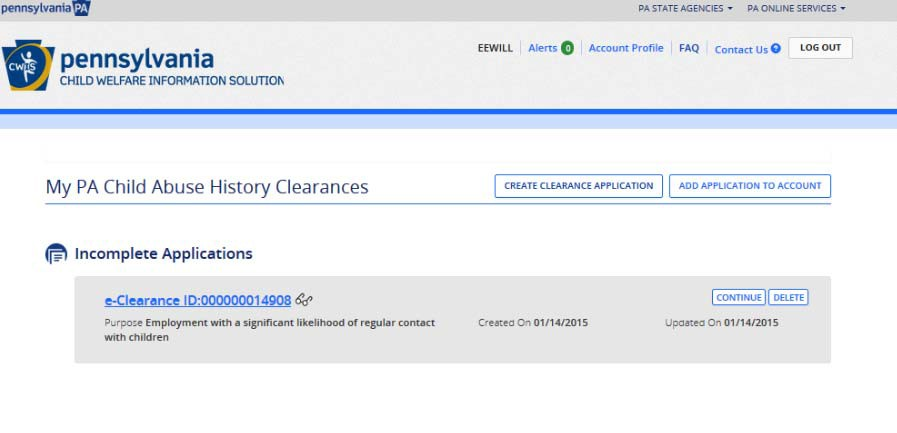 pennsylvania PA PA STATE AGENCIES PA ONLINE SERVICES
CWIS pennsylvania
CHILD WELFARE INFORMATION SOLUTION
EEWILL Alerts 0 Account Profile FAQ Contact Us ? LOG OUT
My PA Child Abuse History Clearances CREATE CLEARANCE APPLICATION ADD APPLICATION TO ACCOUNT
Incomplete Applications
e-Clearance ID:000000014908 CONTINUE DELETE
Purpose Employment with a significant likelihood of regular contact Created On 01/14/2015 Updated On 01/14/2015
with children